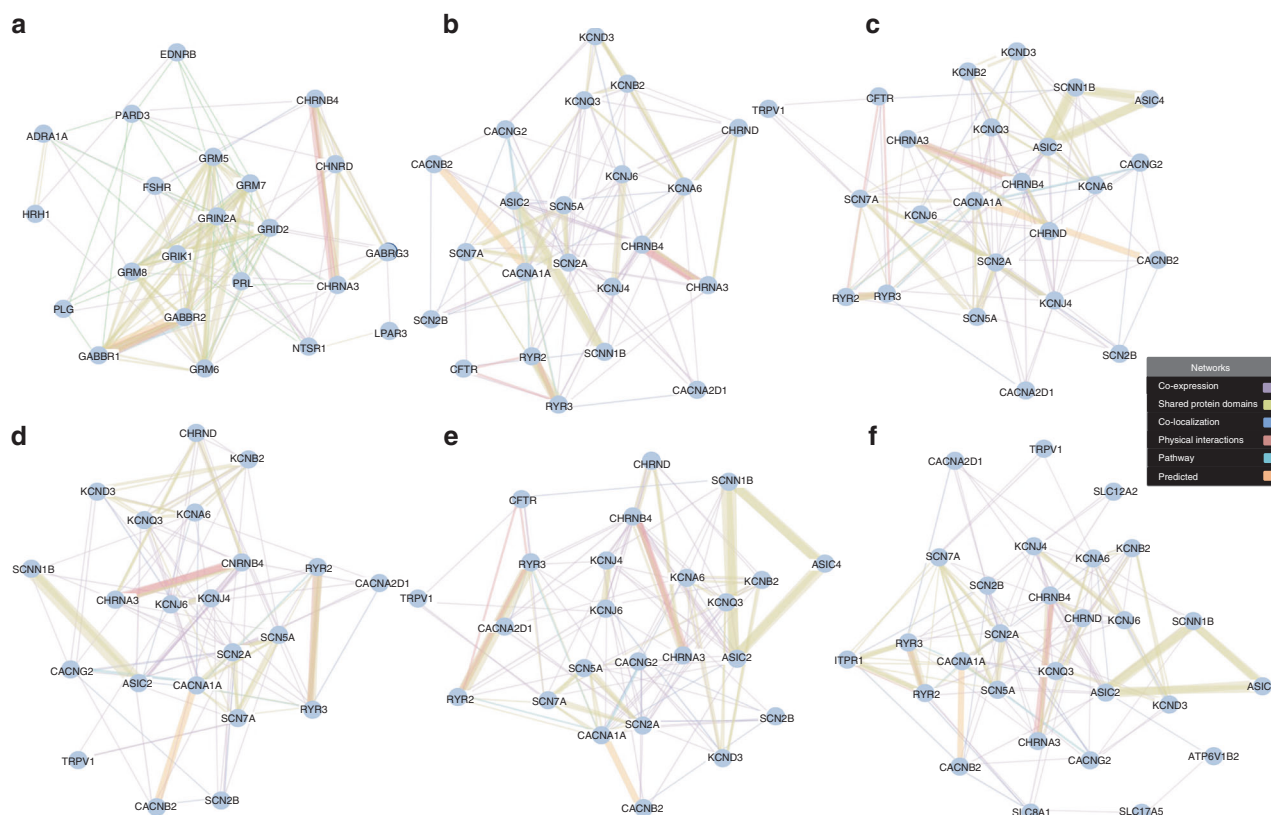 a
EDNRB
CHRNB4
PARD3
ADRA1A
GRM5
CHNRD
FSHR
GRM7
HRH1
GRIN2A
GRID2
GRIK1
GABRG3
GRM8
PRL
CHRNA3
PLG
GABBR2
LPAR3
GABBR1
NTSR1
GRM6
b
KCND3
KCNB2
KCNQ3
CACNG2
CHRND
CACNB2
KCNJ6
KCNA6
ASIC2
SCN5A
SCN7A
CHRNB4
SCN2A
CACNA1A
KCNJ4
CHRNA3
SCN2B
RYR2
SCNN1B
CFTR
CACNA2D1
RYR3
c
KCND3
KCNB2
SCNN1B
TRPV1
CFTR
ASIC4
KCNQ3
CHRNA3
ASIC2
CACNG2
CHRNB4
KCNA6
SCN7A
CACNA1A
KCNJ6
CHRND
SCN2A
CACNB2
RYR2
RYR3
KCNJ4
SCN5A
SCN2B
CACNA2D1
Networks
Co-expression
Shared protein domains
Co-localization
Physical interactions
Pathway
Predicted
d
CHRND
KCNB2
KCND3
KCNQ3
KCNA6
SCNN1B
CNRNB4
RYR2
CACNA2D1
CHRNA3
KCNJ6
KCNJ4
SCN5A
SCN2A
CACNG2
ASIC2
CACNA1A
SCN7A
RYR3
TRPV1
CACNB2
SCN2B
e
CHRND
SCNN1B
CFTR
CHRNB4
RYR3
KCNJ4
ASIC4
KCNA6
KCNB2
TRPV1
KCNJ6
KCNQ3
CACNA2D1
CHRNA3
ASIC2
SCN5A
CACNG2
RYR2
SCN7A
SCN2A
SCN2B
CACNA1A
KCND3
CACNB2
f
TRPV1
CACNA2D1
SLC12A2
KCNJ4
KCNB2
SCN7A
KCNA6
SCN2B
CHRNB4
CHRND
KCNJ6
SCNN1B
RYR3
SCN2A
ITPR1
CACNA1A
KCNQ3
RYR2
SCN5A
ASIC2
ASIC
KCND3
CHRNA3
CACNB2
CACNG2
ATP6V1B2
SLC8A1
SLC17A5